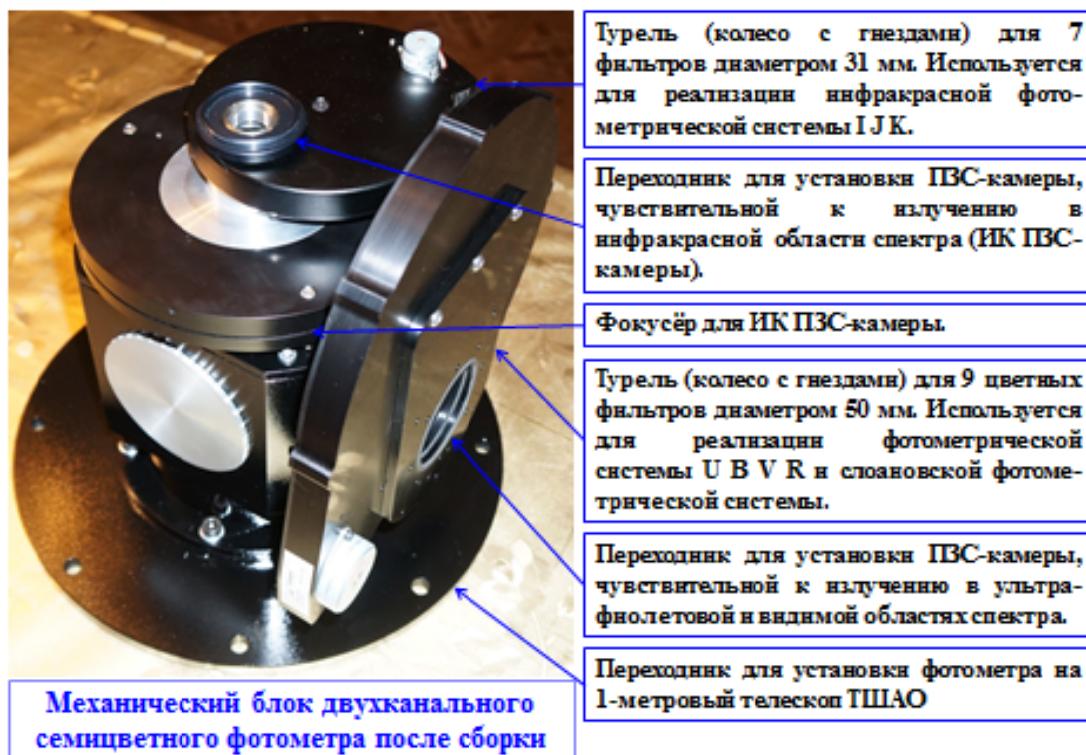 Турель (колесо с гнездами) для 7
фильтров диаметром 31 мм. Используется
для реализации инфракрасной фото-
метрической системы I J K.
Переходник для установки ПЗС-камеры,
чувствительной к излучению в
инфракрасной области спектра (ИК ПЗС-
камеры).
Фокусёр для ИК ПЗС-камеры.
Турель (колесо с гнездами) для 9 цветных
фильтров диаметром 50 мм. Используется
для реализации фотометрической
системы U B V R и слоановской фотоме-
трической системы.
Переходник для установки ПЗС-камеры,
чувствительной к излучению в ультра-
фиолетовой и видимой областях спектра.
Переходник для установки фотометра на
1-метровый телескоп ТШАО
Механический блок двухканального
семицветного фотометра после сборки